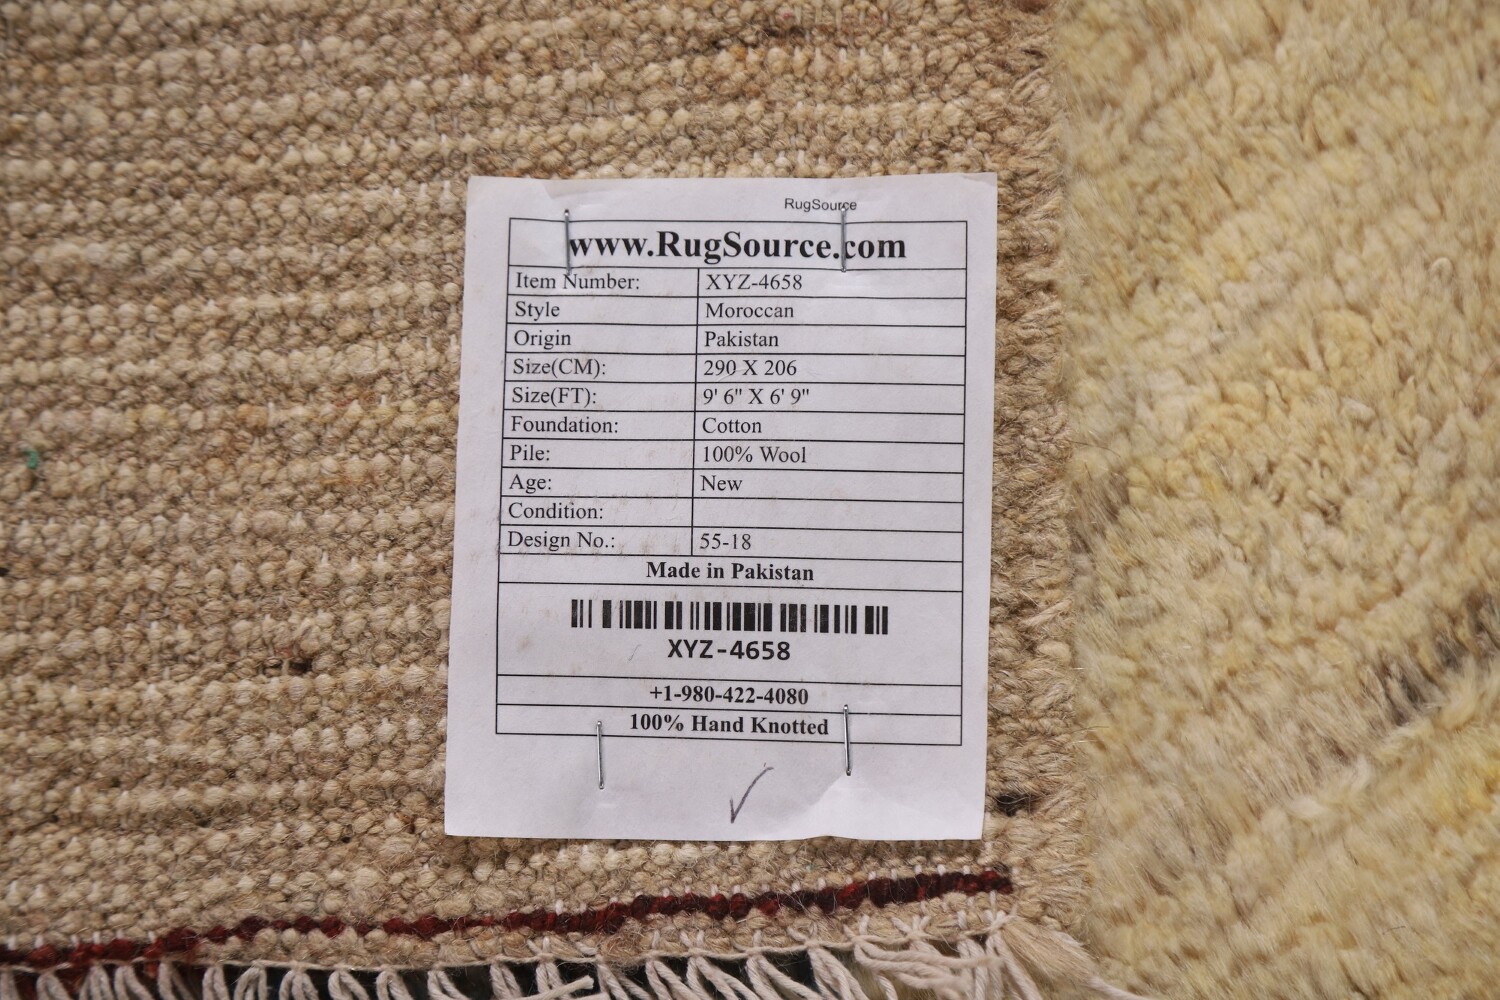 RugSource
www.RugSource.com
Item Number: XYZ-4658
Style Moroccan
Origin Pakistan
Size(CM): 290 X 206
Size(FT): 9' 6" X 6' 9"
Foundation: Cotton
Pile: 100% Wool
Age: New
Condition:
Design No.: 55-18
Made in Pakistan
XYZ-4658
+1-980-422-4080
100% Hand Knotted